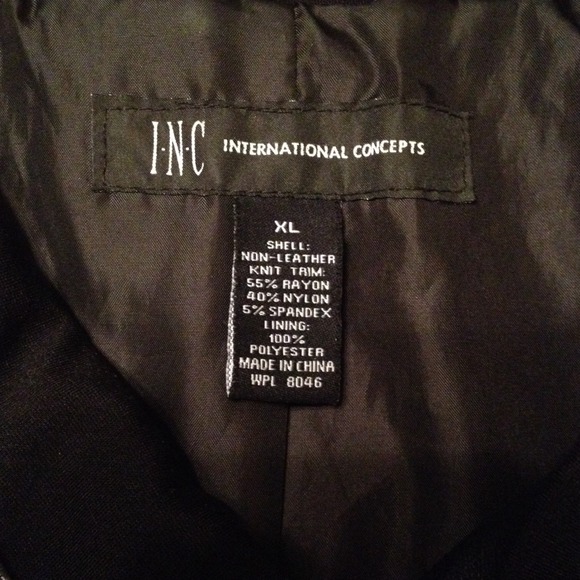 I·N·C INTERNATIONAL CONCEPTS
XL
SHELL:
NON-LEATHER
KNIT TRIM:
55% RAYON
40% NYLON
5% SPANDEX
LINING:
100%
POLYESTER
MADE IN CHINA
WPL 8046